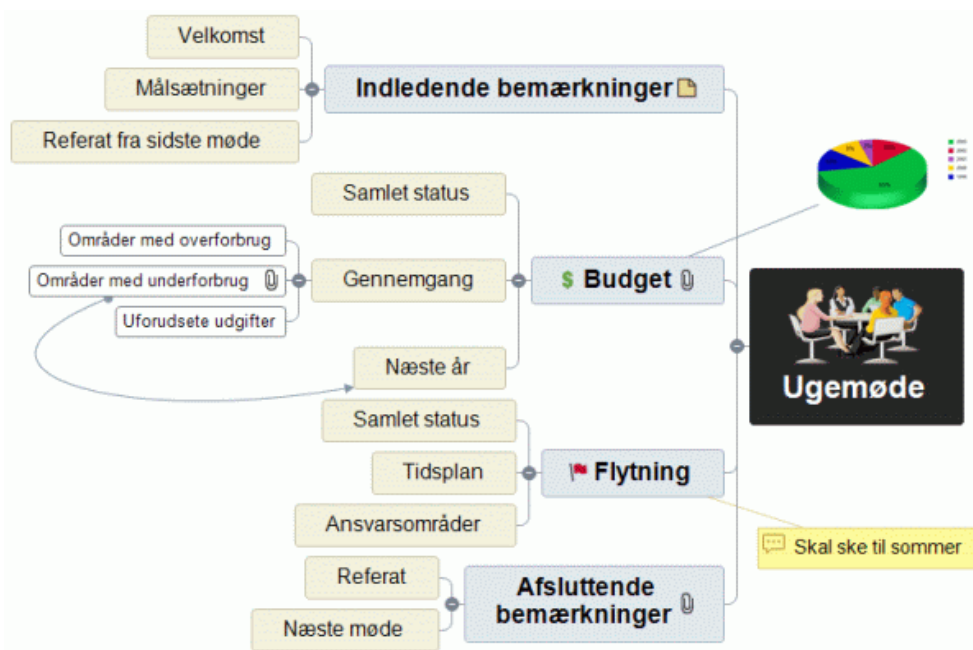 Velkomst
Målsætninger
Referat fra sidste møde
Indledende bemærkninger
Samlet status
Områder med overforbrug
Områder med underforbrug
Uforudsete udgifter
Gennemgang
Næste år
$ Budget
Samlet status
Tidsplan
Ansvarsområder
Flytning
Skal ske til sommer
Referat
Næste møde
Afsluttende
bemærkninger
Ugemøde